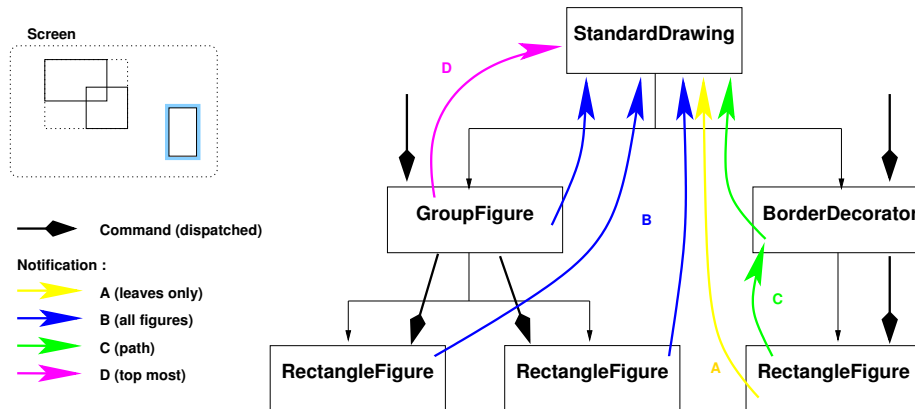 Screen
StandardDrawing
D
GroupFigure
B
BorderDecorator
Command (dispatched)
Notification :
A (leaves only)
B (all figures)
C (path)
D (top most)
C
A
RectangleFigure
RectangleFigure
RectangleFigure